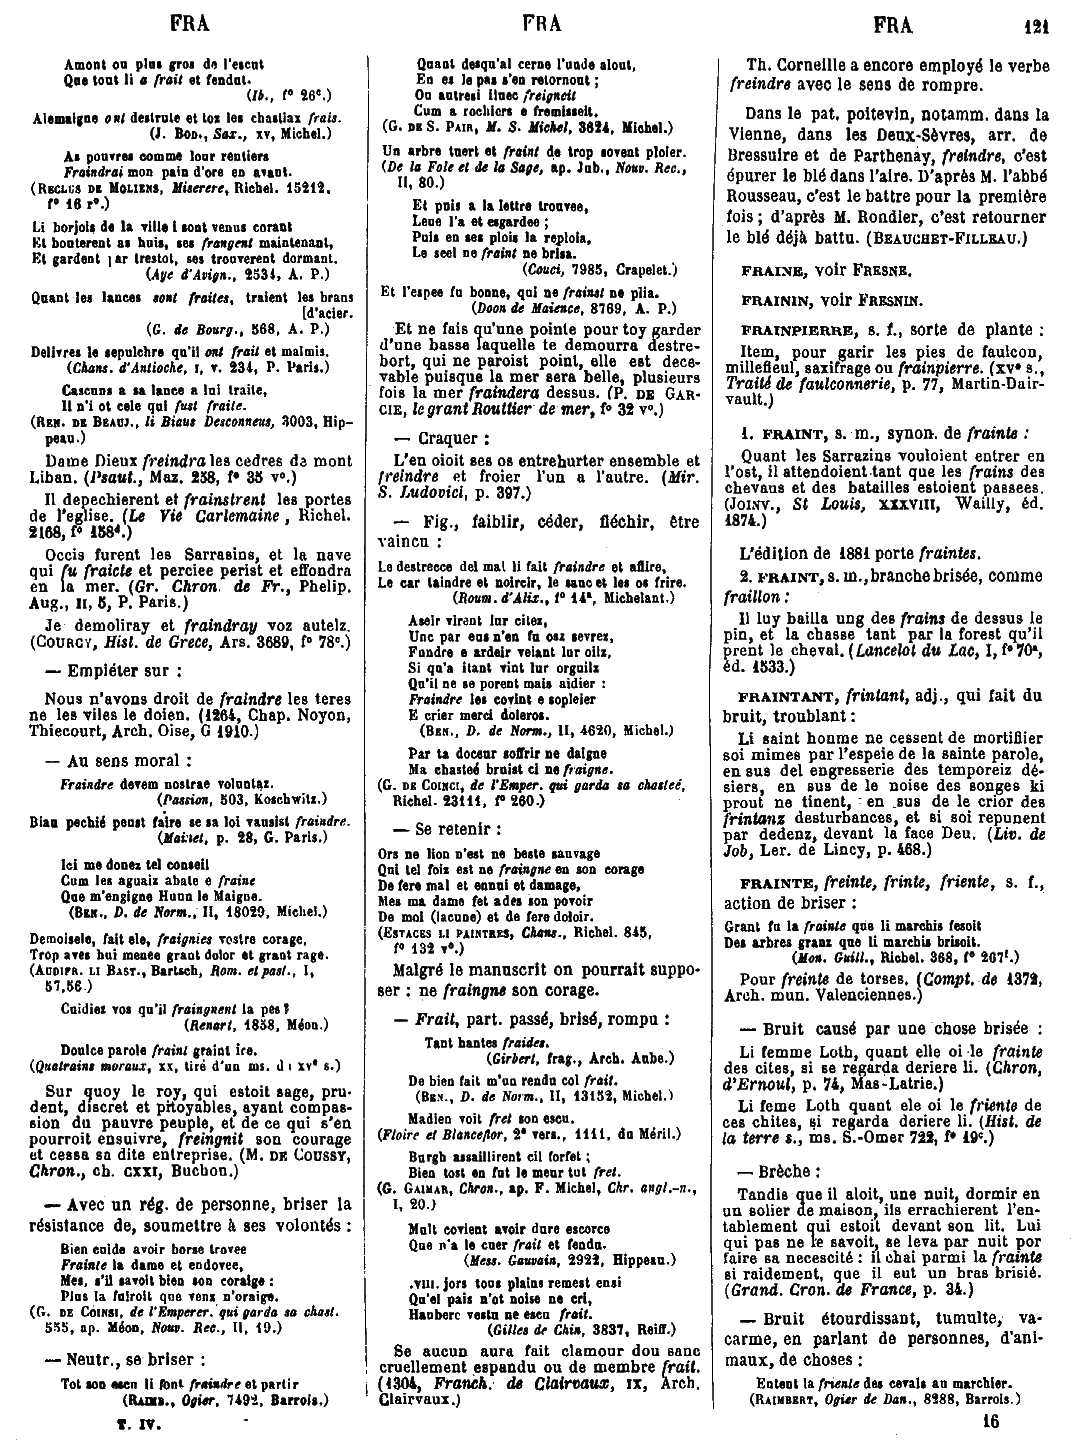 FRA
FRA
FRA
121
Amont ou plus gros de l'escut
Que tout li a frait et fendut.
(Ib., fº 26ᶜ.)
Alemaigne ont destruite et toz les chastiax frais.
(J. BOD., Sax., XV, Michel.)
As pouvres comme lour rentiers
Fraindrai mon pain d'ore en avant.
(RECLUS DE MOLIENS, Miserere, Richel. 15212,
fº 16 rº.)
Li borjois de la ville i sont venus corant
Et bouterent as huis, ses frangent maintenant,
Et gardent par trestot, ses trouverent dormant.
(Aye d'Avign., 2534, A. P.)
Quant les lances sont fraites, traient les brans
[d'acier.
(G. de Bourg., 568, A. P.)
Delivres le sepulchre qu'il ont frait et malmis.
(Chans. d'Antioche, I, v. 234, P. Paris.)
Cascuns a sa lance a lui traite,
Il n'i ot cele qui fust fraite.
(REN. DE BEAUJ., li Biaus Desconneus, 3003, Hip-
peau.)
Dame Dieux freindra les cedres da mont
Liban. (Psaut., Maz. 258, fº 35 vº.)
Il depechierent et frainstrent les portes
de l'eglise. (Le Vie Carlemaine, Richel.
2168, fº 158ᵈ.)
Occis furent les Sarrasins, et la nave
qui fu fraicte et perciee perist et effondra
en la mer. (Gr. Chron. de Fr., Phelip.
Aug., II, 5, P. Paris.)
Je demoliray et fraindray voz autelz.
(COURCY, Hist. de Grece, Ars. 3689, fº 78ᶜ.)
— Empiéter sur :
Nous n'avons droit de fraindre les teres
ne les viles le doien. (1264, Chap. Noyon,
Thiecourt, Arch. Oise, G 1910.)
— Au sens moral :
Fraindre devem nostrae voluntaz.
(Passion, 503, Koschwitz.)
Biau pechié peust faire se sa loi vausist fraindre.
(Mainet, p. 28, G. Paris.)
Ici me donez tel conseil
Cum les aguaiz abate e fraine
Que m'engigne Hunn le Maigne.
(BEN., D. de Norm., II, 18029, Michel.)
Demoisele, fait ele, fraignies vostre corage,
Trop aves hui menee grant dolor et grant rage.
(AUDIFR. LI BAST., Bartsch, Rom. et past., I,
57,56.)
Cuidiez vos qu'il fraingnent la pes ?
(Renart, 1858, Méon.)
Doulce parole fraint graint ire.
(Quatrains moraux, XX, tiré d'un ms. du XVᵉ s.)
Sur quoy le roy, qui estoit sage, pru-
dent, discret et pitoyables, ayant compas-
sion du pauvre peuple, et de ce qui s'en
pourroit ensuivre, freingnit son courage
et cessa sa dite entreprise. (M. DE COUSSY,
Chron., ch. CXXI, Buchon.)
— Avec un rég. de personne, briser la
résistance de, soumettre à ses volontés :
Bien cuide avoir borse trovee
Frainte la dame et endovee,
Mes, s'il savoit bien son coraige :
Plus la fuiroit que venz n'oraige.
(G. DE COINSI, de l'Emperer. qui garda sa chast.
555, ap. Méon, Nouv. Rec., II, 19.)
— Neutr., se briser :
Tot son escu li font fraindre et partir
(RAIMB., Ogier, 7492, Barrois.)
T. IV.
Quant desqu'al cerne l'unde alout,
En es le pas s'en retornout ;
Ou autresi iluec freigneit
Cum a rochiers e fremisseit.
(G. DE S. PAIR, M. S. Michel, 3624, Michel.)
Un arbre tuert et fraint de trop sovent ploier.
(De la Fole et de la Sage, ap. Jub., Nouv. Rec.,
II, 80.)
Et puis a la lettre trouvee,
Leue l'a et esgardee ;
Puis en ses plois la reploia,
Le seel ne fraint ne brisa.
(Couci, 7985, Crapelet.)
Et l'espee fu bonne, qui ne frainst ne plia.
(Doon de Maience, 8769, A. P.)
Et ne fais qu'une pointe pour toy garder
d'une basse laquelle te demourra destre-
bort, qui ne paroist point, elle est dece-
vable puisque la mer sera belle, plusieurs
fois la mer fraindera dessus. (P. DE GAR-
CIE, le grant Routtier de mer, fº 32 vº.)
— Craquer :
L'en oioit ses os entrehurter ensemble et
freindre et froier l'un a l'autre. (Mir.
S. Ludovici, p. 397.)
— Fig., faiblir, céder, fléchir, être
vaincu :
La destrecce del mal li fait fraindre et aflire,
Le car taindre et noircir, le sanc et les os frire.
(Roum. d'Alix., fº 14ᵃ, Michelant.)
Aseir virent lur citez,
Unc par eus n'en fu osz sevrez,
Fundre e ardeir veiant lur oilz,
Si qu'a itant vint lur orguilz
Qu'il ne se porent mais aidier :
Fraindre les covint e sopleier
E crier merci doleros.
(BEN., D. de Norm., II, 4620, Michel.)
Par ta doceur soffrir ne daigne
Ma chasteé bruist ci ne fraigne.
(G. DE COINCI, de l'Emper. qui garda sa chasteé,
Richel. 23111, fº 260.)
— Se retenir :
Ors ne lion n'est ne beste sauvage
Qui tel foiz est ne fraingne en son corage
De fere mal et ennui et damage,
Mes ma dame fet ades son povoir
De moi (lacune) et de fere doloir.
(ESTACES LI PAINTRES, Chans., Richel. 845,
fº 132 vº.)
Malgré le manuscrit on pourrait suppo-
ser : ne fraingne son corage.
— Frait, part. passé, brisé, rompu :
Tant hantes fraides.
(Girbert, frag., Arch. Aube.)
De bien fait m'un rendu col frait.
(BEN., D. de Norm., II, 13152, Michel.)
Madien voit fret son escu.
(Floire et Blanceflor, 2ᵉ vers., 1111, du Méril.)
Burgh assaillirent cil forfet ;
Bien tost en fut le meur tut fret.
(G. GAIMAR, Chron., ap. F. Michel, Chr. angl.-n.,
I, 20.)
Mult covient avoir dure escorce
Que n'a le cuer frait et fendu.
(Mess. Gauvain, 2922, Hippeau.)
.VIII. jors tous plains remest ensi
Qu'el pais n'ot noise ne cri,
Hauberc vestu ne escu frait.
(Gilles de Chin, 3837, Reiff.)
Se aucun aura fait clamour dou sanc
cruellement espandu ou de membre frait.
(1304, Franch. de Clairvaux, IX, Arch.
Clairvaux.)
Th. Corneille a encore employé le verbe
freindre avec le sens de rompre.
Dans le pat. poitevin, notamm. dans la
Vienne, dans les Deux-Sèvres, arr. de
Bressuire et de Parthenay, freindre, c'est
épurer le blé dans l'aire. D'après M. l'abbé
Rousseau, c'est le battre pour la première
fois ; d'après M. Rondier, c'est retourner
le blé déjà battu. (BEAUCHET-FILLEAU.)
FRAINE, voir FRESNE.
FRAININ, voir FRESNIN.
FRAINPIERRE, s. f., sorte de plante :
Item, pour garir les pies de faulcon,
millefieul, saxifrage ou frainpierre. (XVᵉ s.,
Traité de faulconnerie, p. 77, Martin-Dair-
vault.)
1. FRAINT, s. m., synon. de frainte :
Quant les Sarrazins vouloient entrer en
l'ost, il attendoient tant que les frains des
chevaus et des batailles estoient passees.
(JOINV., St Louis, XXXVIII, Wailly, éd.
1874.)
L'édition de 1881 porte fraintes.
2. FRAINT, s. m., branche brisée, comme
fraillon :
Il luy bailla ung des frains de dessus le
pin, et la chasse tant par la forest qu'il
prent le cheval. (Lancelot du Lac, I, fº 70ᵃ,
éd. 1533.)
FRAINTANT, frintant, adj., qui fait du
bruit, troublant :
Li saint honme ne cessent de mortifiier
soi mimes par l'espeie de la sainte parole,
en sus del engresserie des temporeiz dé-
siers, en sus de le noise des songes ki
prout ne tinent, en sus de le crior des
frintanz desturbances, et si soi repunent
par dedenz, devant la face Deu. (Liv. de
Job, Ler. de Lincy, p. 468.)
FRAINTE, freinte, frinte, friente, s. f.,
action de briser :
Grant fu la frainte que li marchis fesoit
Des arbres granz que li marchis brisoit.
(Mon. Guill., Richel. 368, fº 267ᶠ.)
Pour freinte de torses. (Compt. de 1372,
Arch. mun. Valenciennes.)
— Bruit causé par une chose brisée :
Li femme Loth, quant elle oi le frainte
des cites, si se regarda deriere li. (Chron,
d'Ernoul, p. 74, Mas-Latrie.)
Li feme Loth quant ele oi le friente de
ces chites, si regarda deriere li. (Hist. de
la terre s., ms. S.-Omer 722, fº 19ᶜ.)
— Brèche :
Tandis que il aloit, une nuit, dormir en
un solier de maison, ils errachierent l'en-
tablement qui estoit devant son lit. Lui
qui pas ne le savoit, se leva par nuit por
faire sa necescité : il chai parmi la frainte
si raidement, que il eut un bras brisié.
(Grand. Cron. de France, p. 34.)
— Bruit étourdissant, tumulte, va-
carme, en parlant de personnes, d'ani-
maux, de choses :
Entent la friente des cevals au marchier.
(RAIMBERT, Ogier de Dan., 8288, Barrois.)
16